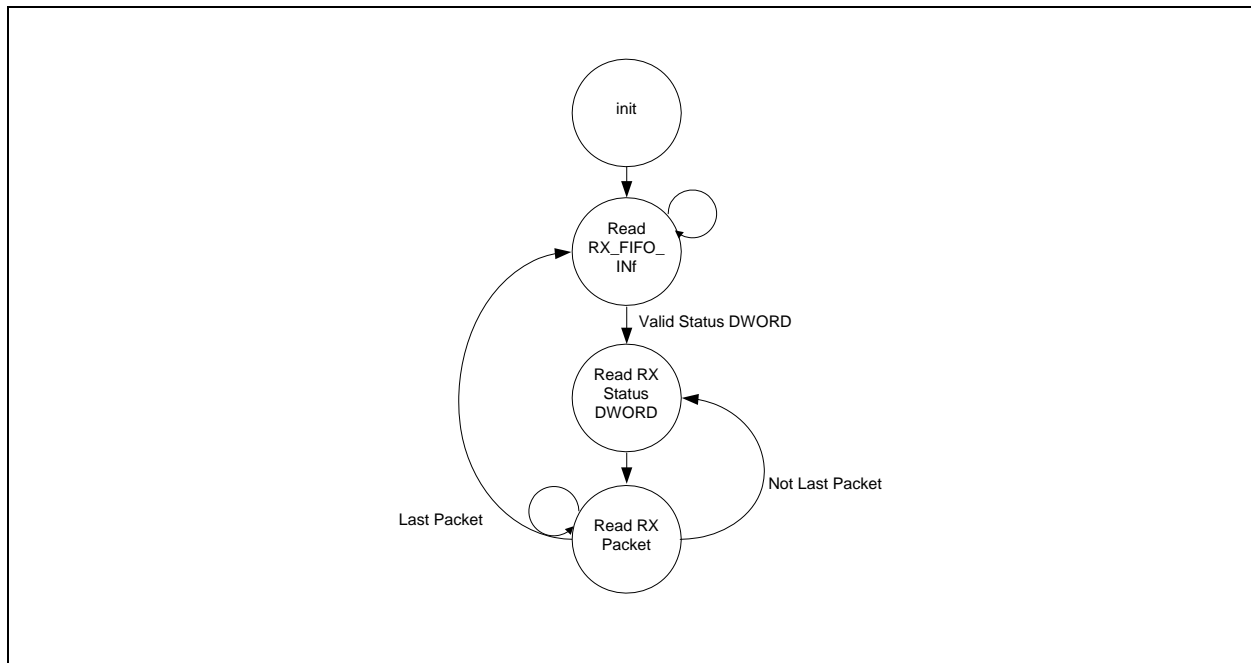 init
Read
RX_FIFO_
INf
Valid Status DWORD
Read RX
Status
DWORD
Not Last Packet
Last Packet
Read RX
Packet